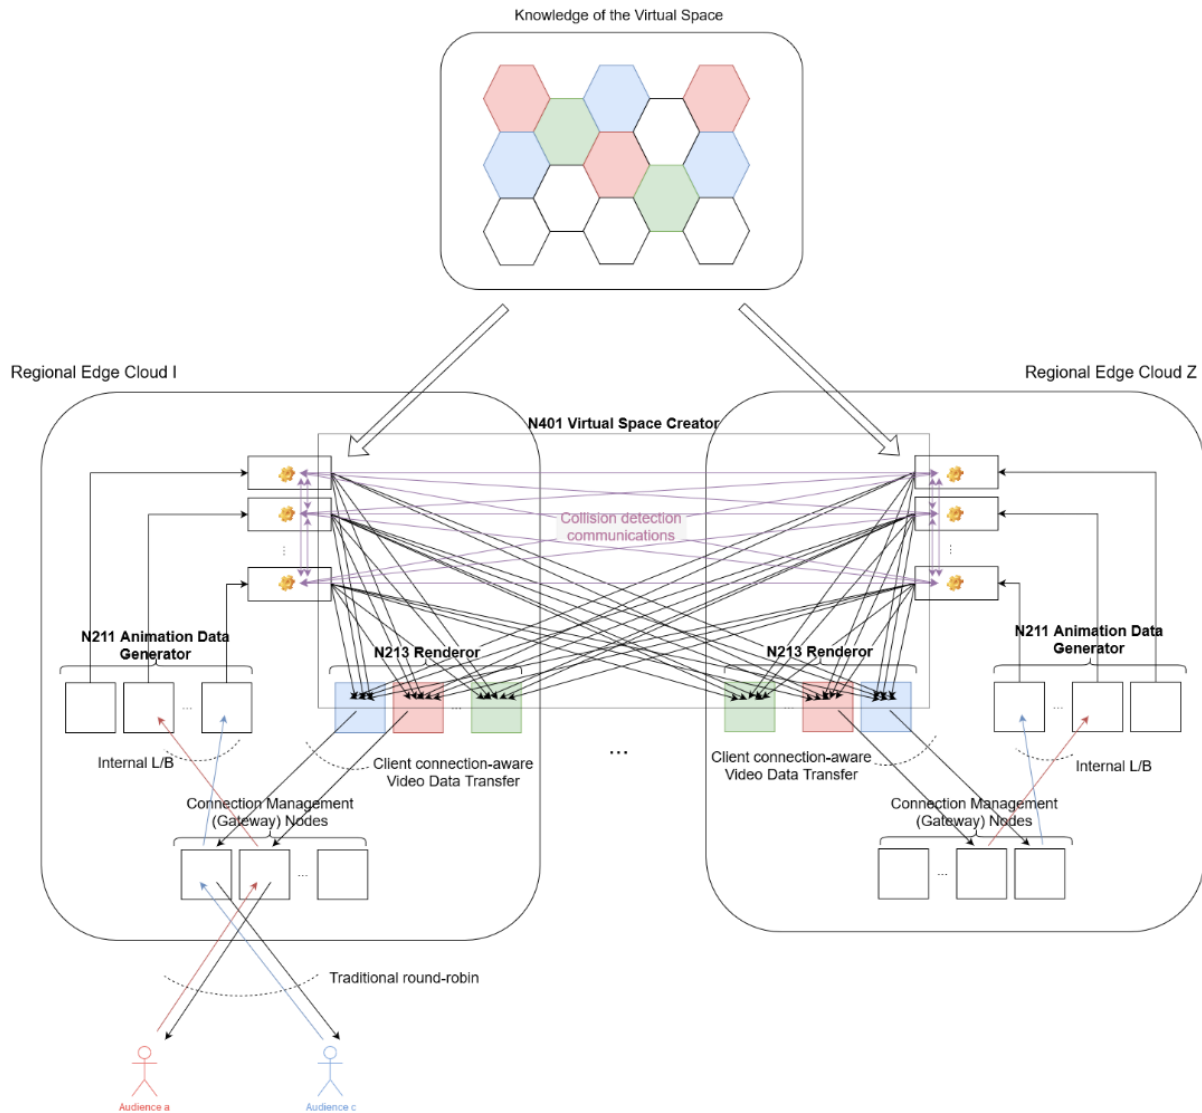 Knowledge of the Virtual Space
Regional Edge Cloud I
Regional Edge Cloud Z
N401 Virtual Space Creator
Collision detection
communications
...
...
N211 Animation Data
Generator
N213 Renderor
N213 Renderor
N211 Animation Data
Generator
...
...
...
...
...
Internal L/B
Client connection-aware
Video Data Transfer
Client connection-aware
Video Data Transfer
Internal L/B
Connection Management
(Gateway) Nodes
Connection Management
(Gateway) Nodes
...
...
Traditional round-robin
Audience a
Audience c